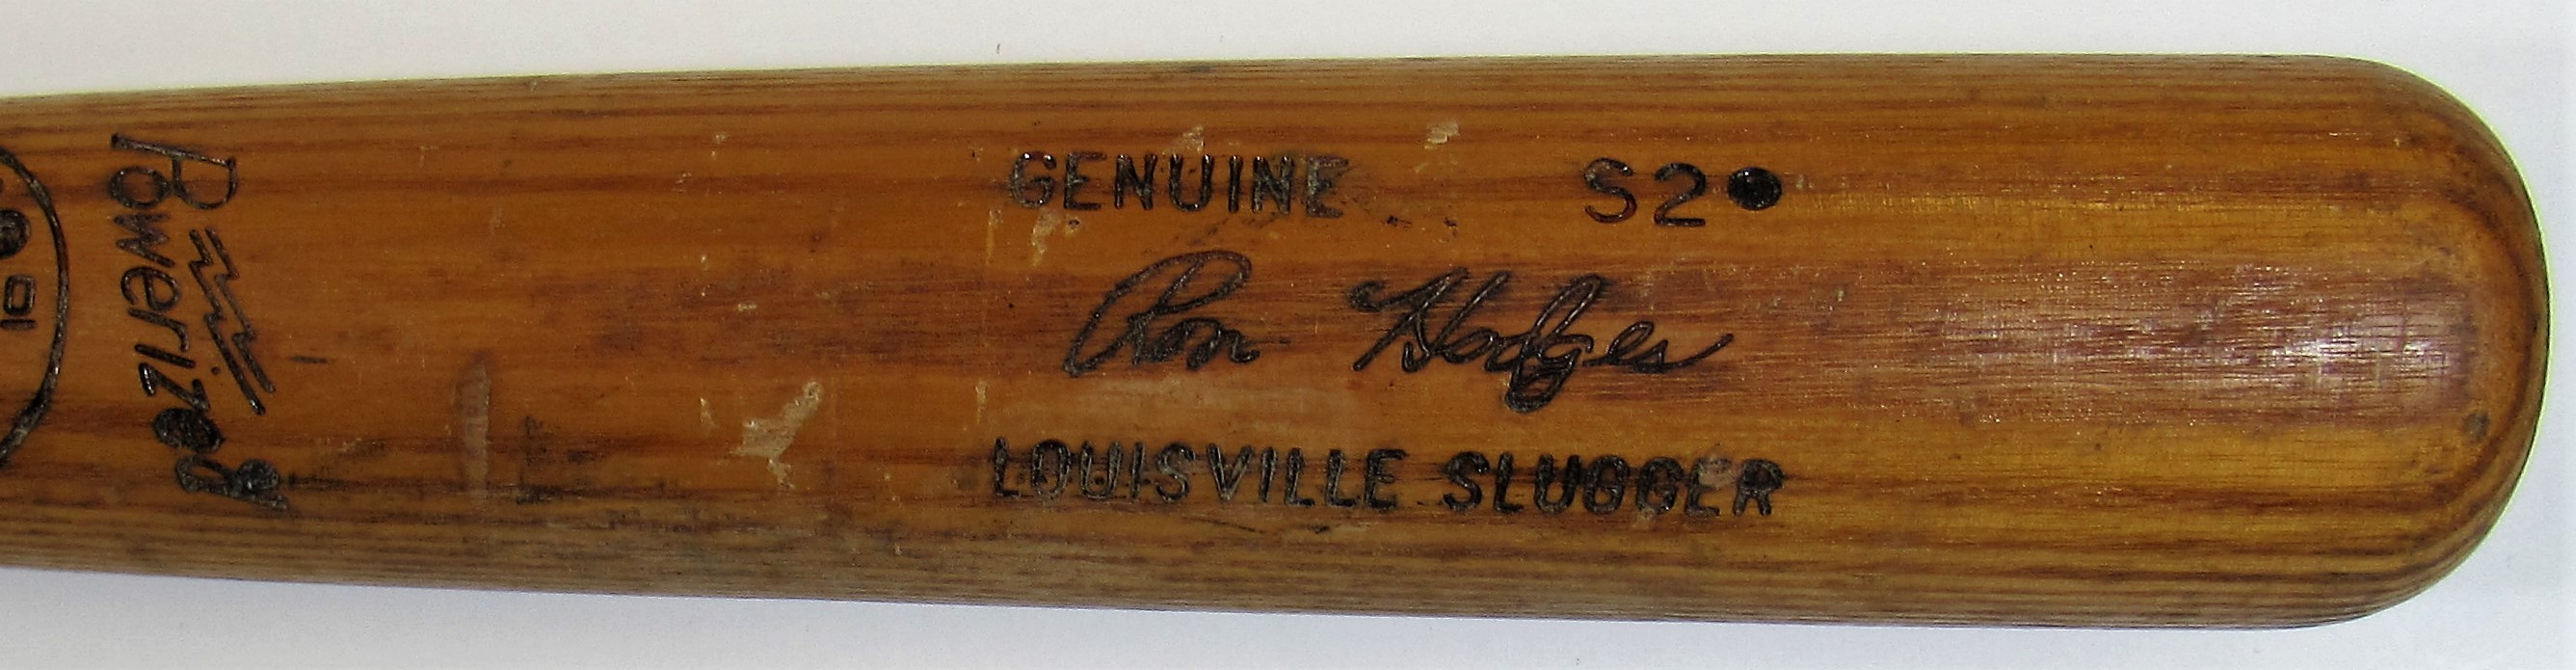 Powerized
GENUINE S2
Ron Hodges
LOUISVILLE SLUGGER